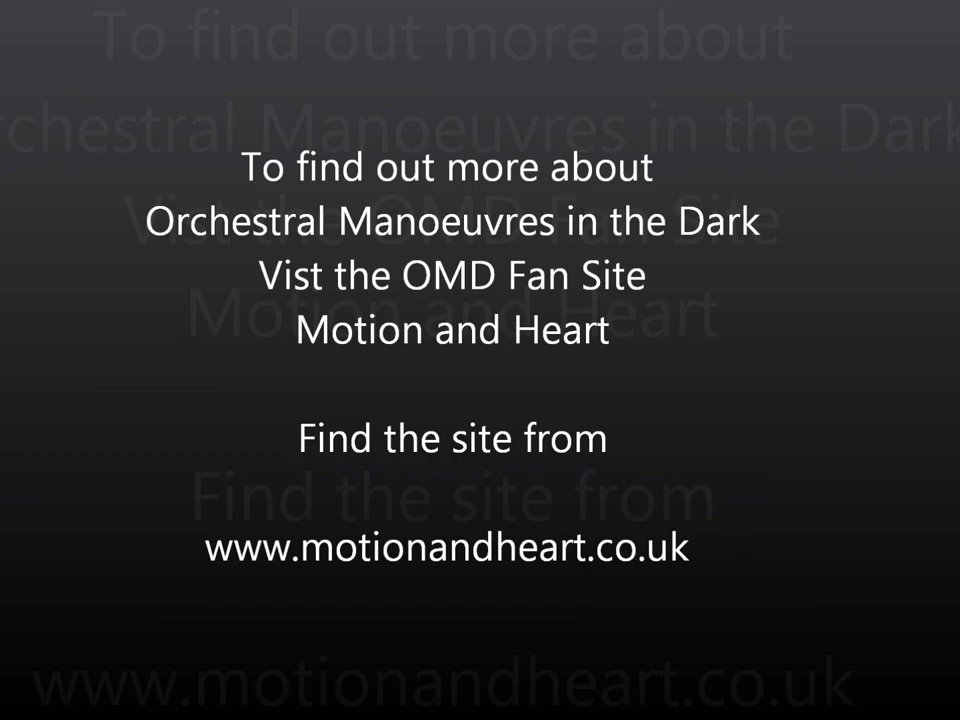 To find out more about
Orchestral Manoeuvres in the Dark
Vist the OMD Fan Site
Motion and Heart
Find the site from
www.motionandheart.co.uk